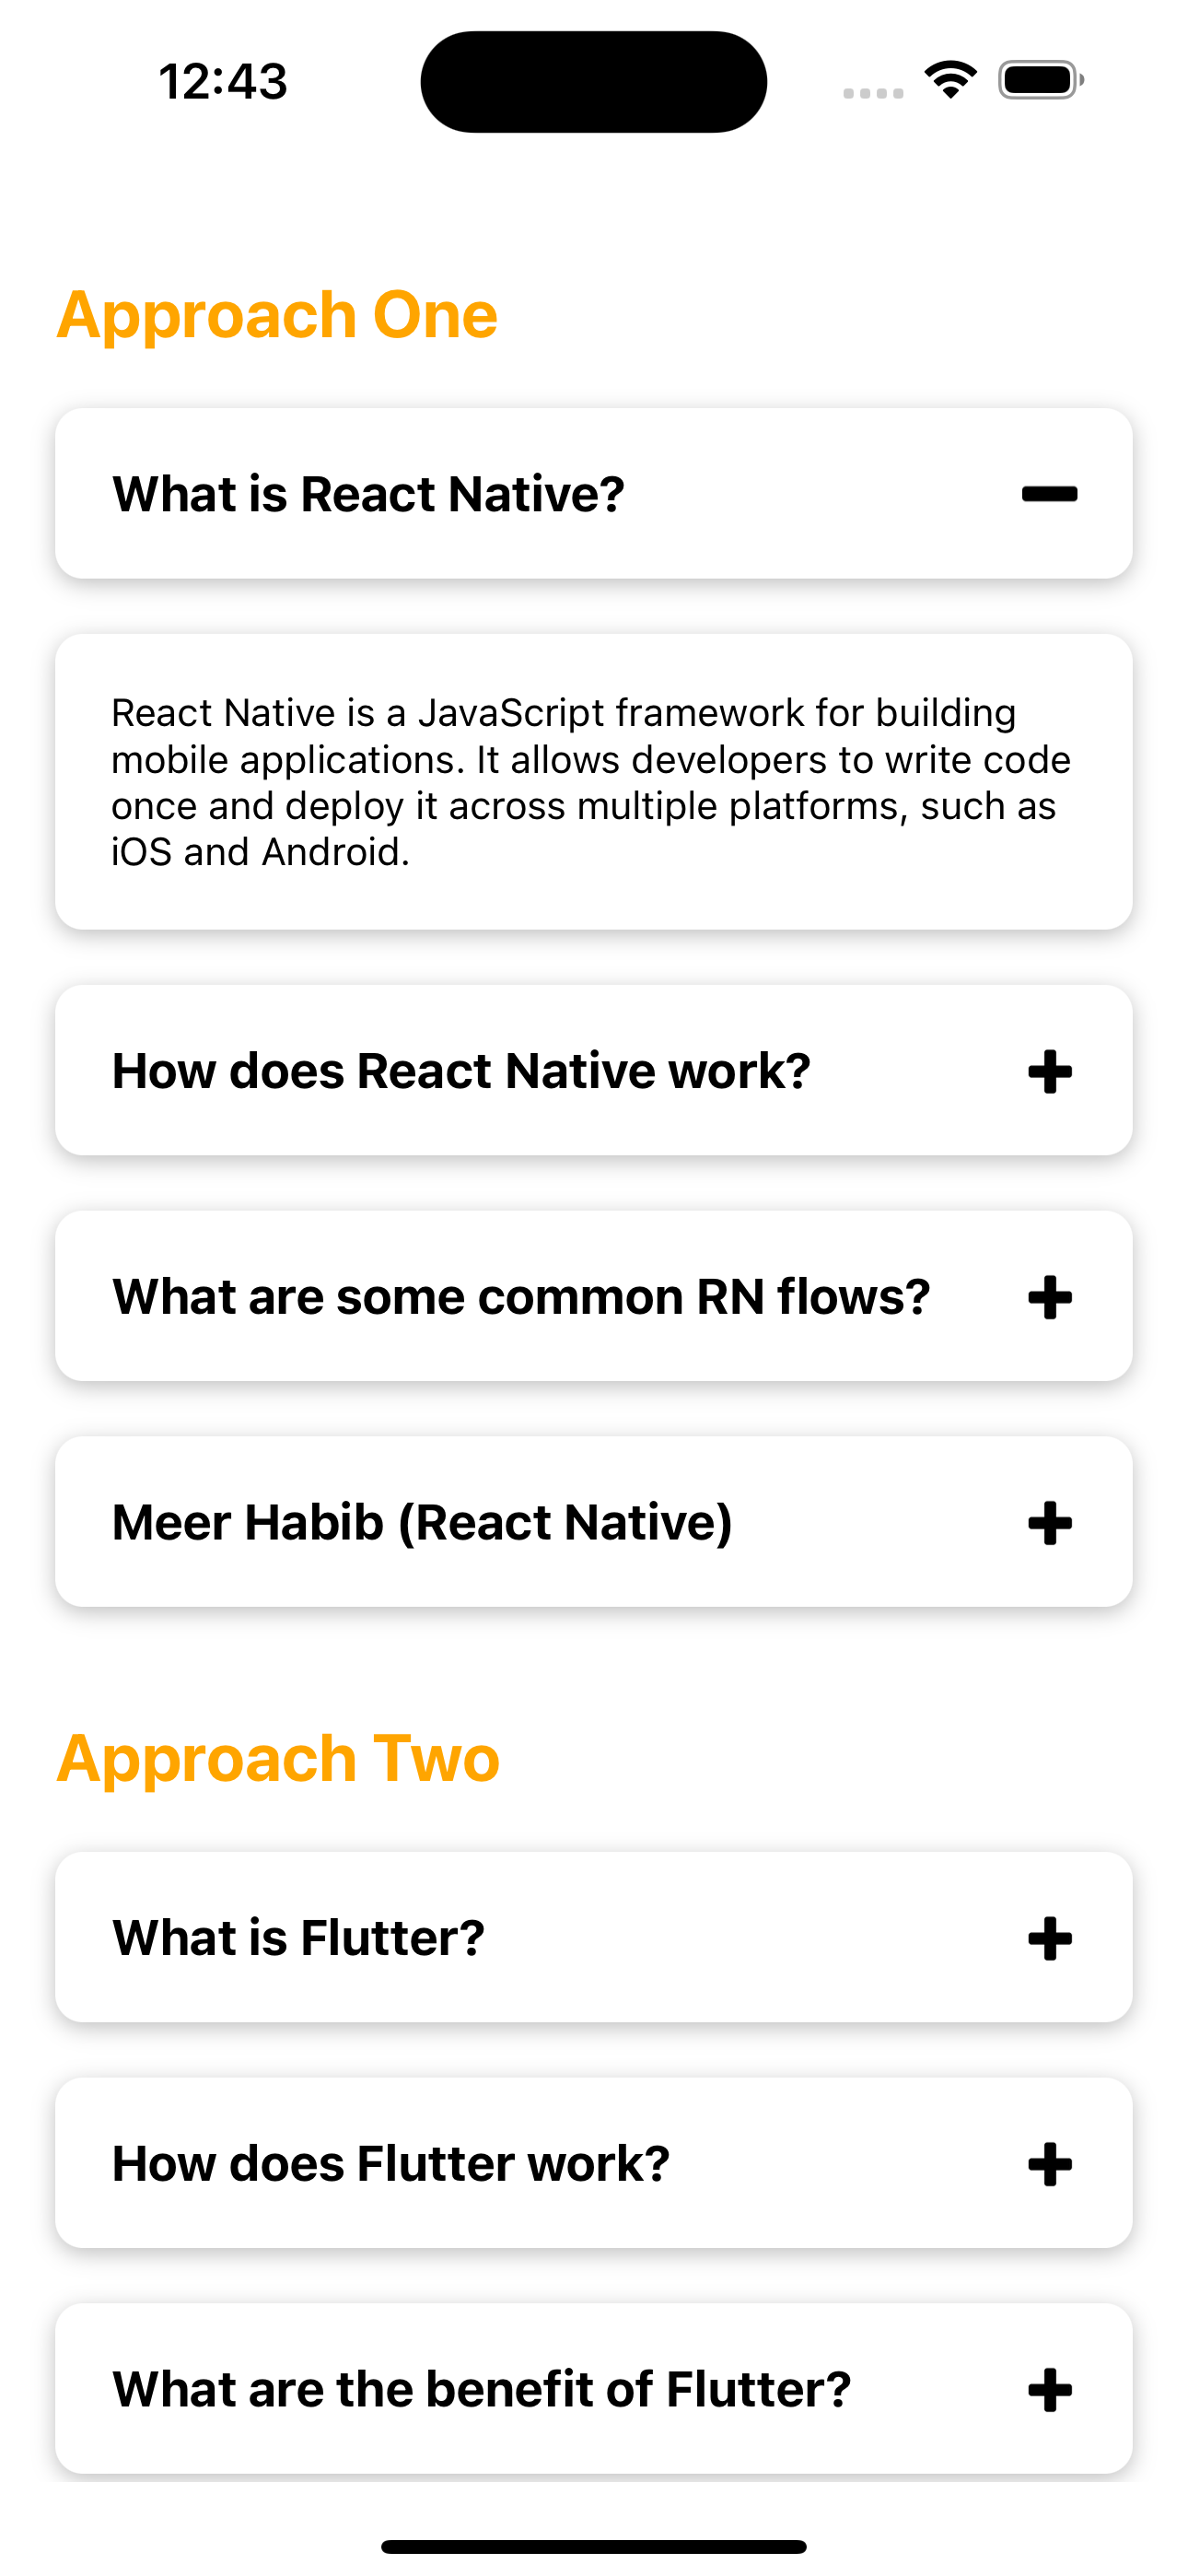 12:43
Approach One
What is React Native?
React Native is a JavaScript framework for building
mobile applications. It allows developers to write code
once and deploy it across multiple platforms, such as
iOS and Android.
How does React Native work?
What are some common RN flows?
Meer Habib (React Native)
Approach Two
What is Flutter?
How does Flutter work?
What are the benefit of Flutter?